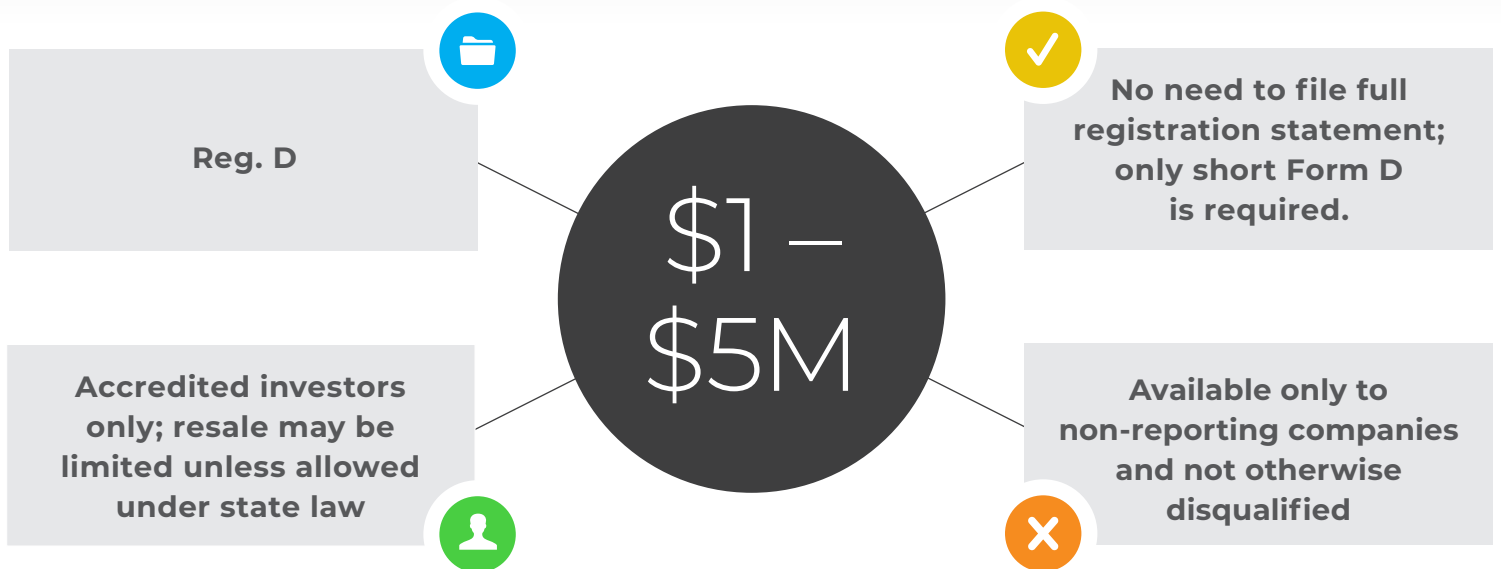 Reg. D
No need to file full
registration statement;
only short Form D
is required.
$1 –
$5M
Accredited investors
only; resale may be
limited unless allowed
under state law
Available only to
non-reporting companies
and not otherwise
disqualified